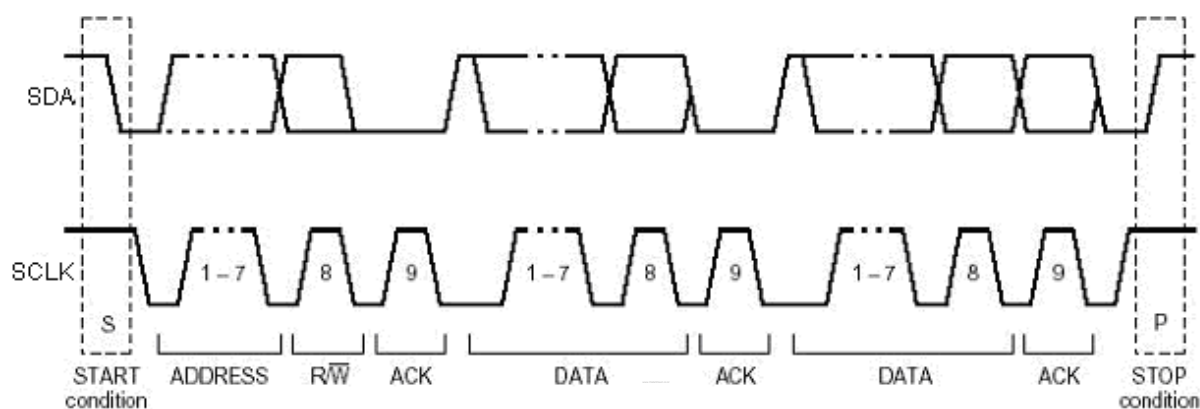 SDA
SCLK
1 – 7 8 9 1 – 7 8 9 1 – 7 8 9
S P
START ADDRESS R/W̅ ACK DATA ACK DATA ACK STOP
condition condition